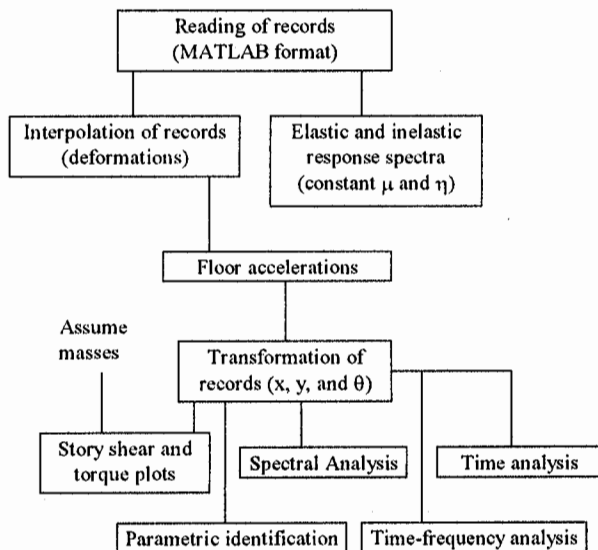 Reading of records
(MATLAB format)
Interpolation of records
(deformations)
Elastic and inelastic
response spectra
(constant μ and η)
Floor accelerations
Assume
masses
Transformation of
records (x, y, and θ)
Story shear and
torque plots
Spectral Analysis
Time analysis
Parametric identification
Time-frequency analysis